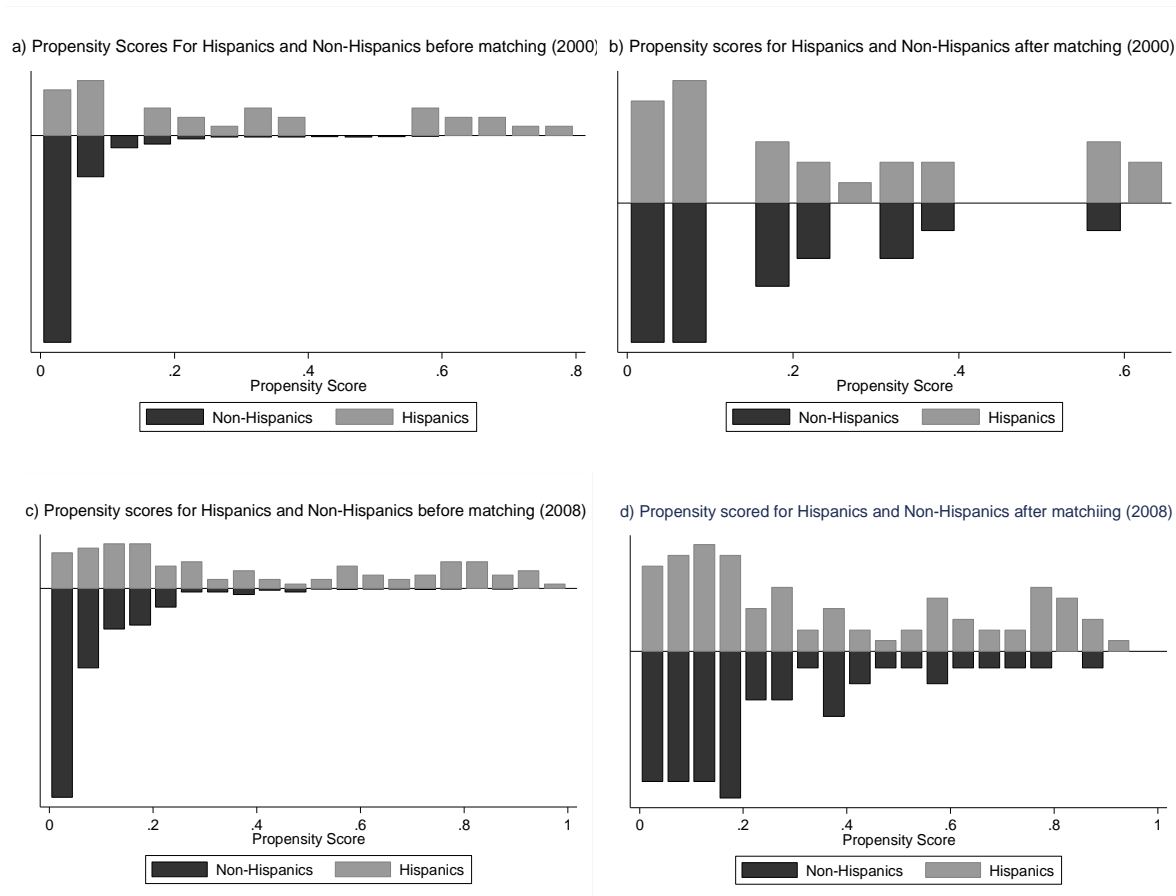 a) Propensity Scores For Hispanics and Non-Hispanics before matching (2000)
0 .2 .4 .6 .8
Propensity Score
Non-Hispanics Hispanics
b) Propensity scores for Hispanics and Non-Hispanics after matching (2000)
0 .2 .4 .6
Propensity Score
Non-Hispanics Hispanics
c) Propensity scores for Hispanics and Non-Hispanics before matching (2008)
0 .2 .4 .6 .8 1
Propensity Score
Non-Hispanics Hispanics
d) Propensity scored for Hispanics and Non-Hispanics after matchiing (2008)
0 .2 .4 .6 .8 1
Propensity Score
Non-Hispanics Hispanics